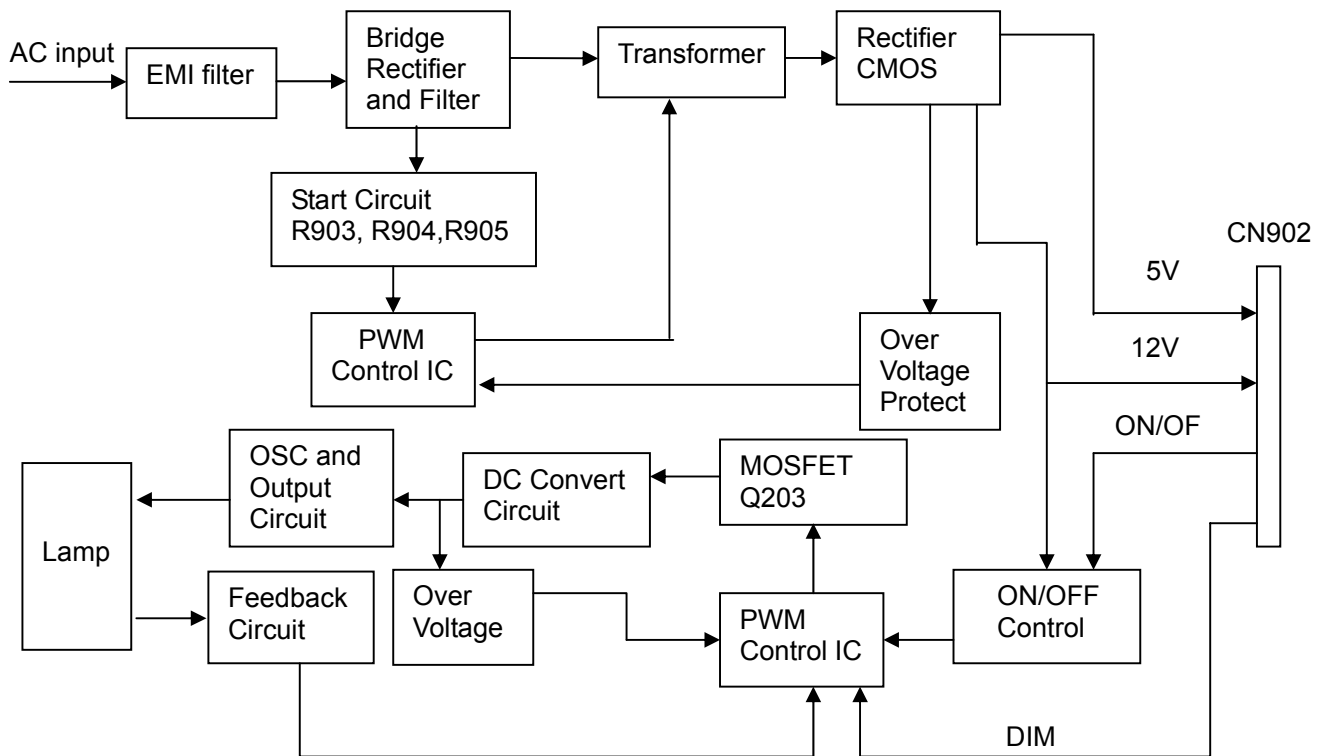 AC input
EMI filter
Bridge
Rectifier
and Filter
Transformer
Rectifier
CMOS
Start Circuit
R903, R904,R905
CN902
5V
PWM
Control IC
Over
Voltage
Protect
12V
ON/OF
OSC and
Output
Circuit
DC Convert
Circuit
MOSFET
Q203
Lamp
Feedback
Circuit
Over
Voltage
PWM
Control IC
ON/OFF
Control
DIM